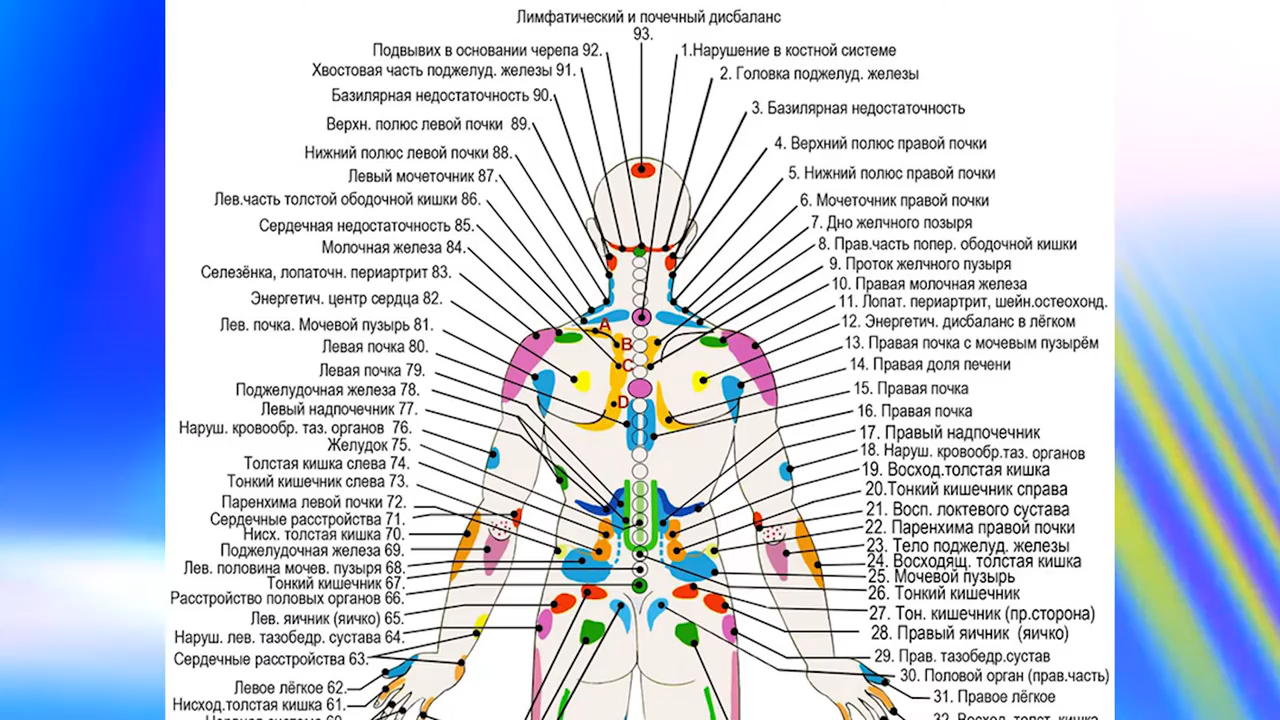 Лимфатический и почечный дисбаланс
93.
Подвывих в основании черепа 92.
Хвостовая часть поджелуд. железы 91.
Базилярная недостаточность 90.
Верхн. полюс левой почки 89.
Нижний полюс левой почки 88.
Левый мочеточник 87.
Лев.часть толстой ободочной кишки 86.
Сердечная недостаточность 85.
Молочная железа 84.
Селезёнка, лопаточн. периартрит 83.
Энергетич. центр сердца 82.
Лев. почка. Мочевой пузырь 81.
Левая почка 80.
Левая почка 79.
Поджелудочная железа 78.
Левый надпочечник 77.
Наруш. кровообр. таз. органов 76.
Желудок 75.
Толстая кишка слева 74.
Тонкий кишечник слева 73.
Паренхима левой почки 72.
Сердечные расстройства 71.
Нисх. толстая кишка 70.
Поджелудочная железа 69.
Лев. половина мочев. пузыря 68.
Тонкий кишечник 67.
Расстройство половых органов 66.
Лев. яичник (яичко) 65.
Наруш. лев. тазобедр. сустава 64.
Сердечные расстройства 63.
Левое лёгкое 62.
Нисход.толстая кишка 61.
1.Нарушение в костной системе
2. Головка поджелуд. железы
3. Базилярная недостаточность
4. Верхний полюс правой почки
5. Нижний полюс правой почки
6. Мочеточник правой почки
7. Дно желчного позыря
8. Прав.часть попер. ободочной кишки
9. Проток желчного пузыря
10. Правая молочная железа
11. Лопат. периартрит, шейн.остеохонд.
12. Энергетич. дисбаланс в лёгком
13. Правая почка с мочевым пузырём
14. Правая доля печени
15. Правая почка
16. Правая почка
17. Правый надпочечник
18. Наруш. кровообр.таз. органов
19. Восход.толстая кишка
20.Тонкий кишечник справа
21. Восп. локтевого сустава
22. Паренхима правой почки
23. Тело поджелуд. железы
24. Восходящ. толстая кишка
25. Мочевой пузырь
26. Тонкий кишечник
27. Тон. кишечник (пр.сторона)
28. Правый яичник (яичко)
29. Прав. тазобедр.сустав
30. Половой орган (прав.часть)
31. Правое лёгкое
32. Восход. толст. кишка
A
B
C
D